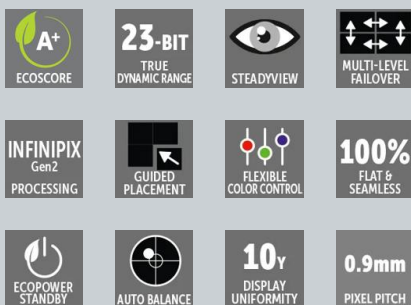 A+
ECOSCORE
23-BIT
TRUE
DYNAMIC RANGE
STEADYVIEW
MULTI-LEVEL
FAILOVER
INFINIPIX
Gen2
PROCESSING
GUIDED
PLACEMENT
FLEXIBLE
COLOR CONTROL
100%
FLAT &
SEAMLESS
ECOPOWER
STANDBY
AUTO BALANCE
10Y
DISPLAY
UNIFORMITY
0.9mm
PIXEL PITCH